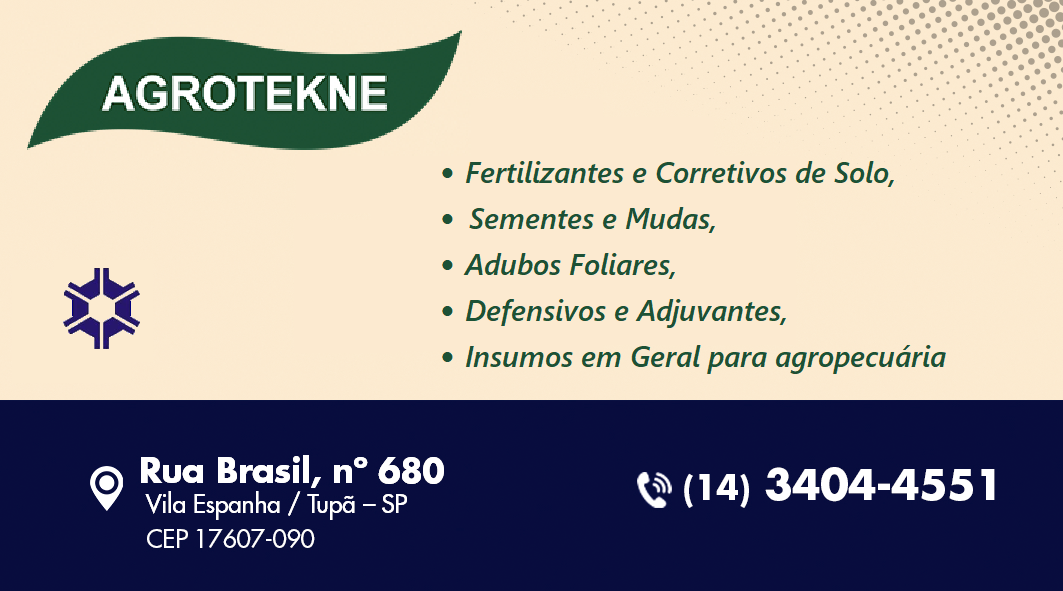 AGROTEKNE
• Fertilizantes e Corretivos de Solo,
• Sementes e Mudas,
• Adubos Foliares,
• Defensivos e Adjuvantes,
• Insumos em Geral para agropecuária
Rua Brasil, nº 680
Vila Espanha / Tupã – SP
CEP 17607-090
(14) 3404-4551